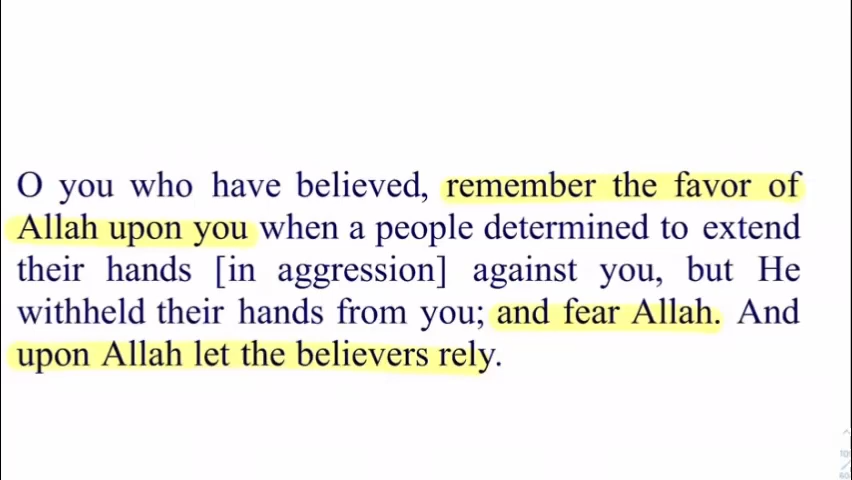 O you who have believed, remember the favor of
Allah upon you when a people determined to extend
their hands [in aggression] against you, but He
withheld their hands from you; and fear Allah. And
upon Allah let the believers rely.